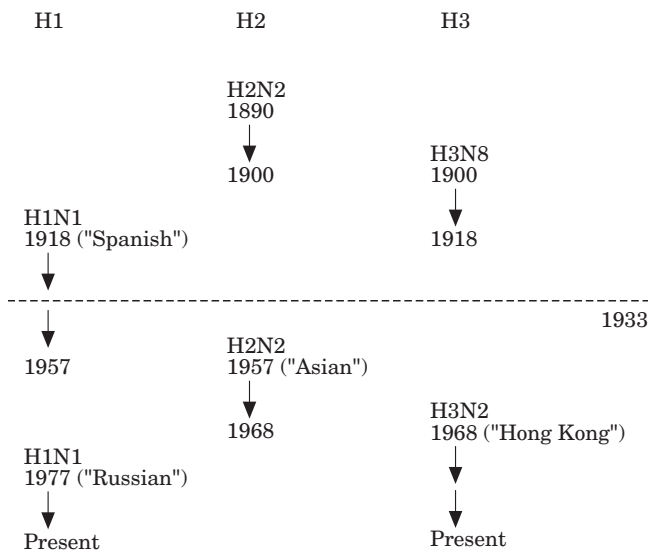 H1 H2 H3
H2N2
1890
1900
H3N8
1900
H1N1
1918 ("Spanish")
1918
1933
1957
H2N2
1957 ("Asian")
1968
H3N2
1968 ("Hong Kong")
H1N1
1977 ("Russian")
Present
Present